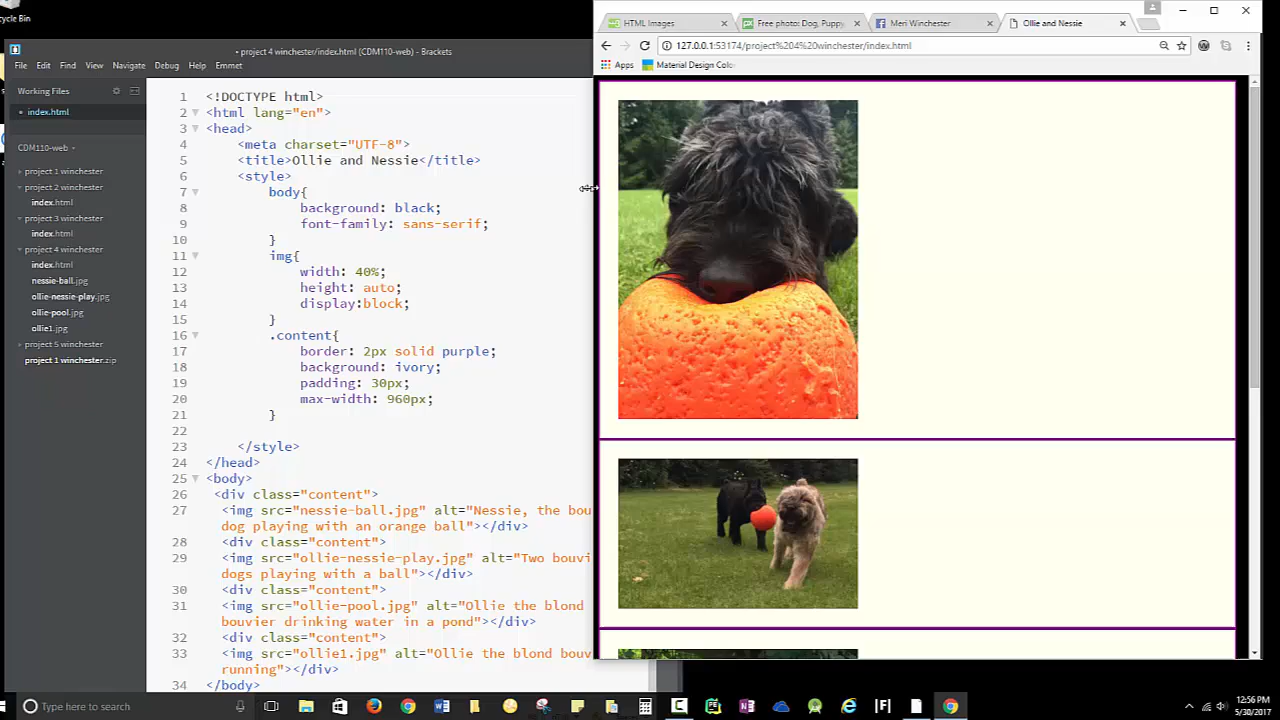 cycle Bin
project 4 winchester/index.html (CDM110-web) - Brackets
File Edit Find View Navigate Debug Help Emmet
Working Files
index.html
CDM110-web
project 1 winchester
project 2 winchester
index.html
project 3 winchester
index.html
project 4 winchester
index.html
nessie-ball.jpg
ollie-nessie-play.jpg
ollie-pool.jpg
ollie1.jpg
project 5 winchester
project 1 winchester.zip
1 <!DOCTYPE html>
2 <html lang="en">
3 <head>
4 <meta charset="UTF-8">
5 <title>Ollie and Nessie</title>
6 <style>
7 body{
8 background: black;
9 font-family: sans-serif;
10 }
11 img{
12 width: 40%;
13 height: auto;
14 display:block;
15 }
16 .content{
17 border: 2px solid purple;
18 background: ivory;
19 padding: 30px;
20 max-width: 960px;
21 }
22
23 </style>
24 </head>
25 <body>
26 <div class="content">
27 <img src="nessie-ball.jpg" alt="Nessie, the bou
dog playing with an orange ball"></div>
28 <div class="content">
29 <img src="ollie-nessie-play.jpg" alt="Two bouvi
dogs playing with a ball"></div>
30 <div class="content">
31 <img src="ollie-pool.jpg" alt="Ollie the blond
bouvier drinking water in a pond"></div>
32 <div class="content">
33 <img src="ollie1.jpg" alt="Ollie the blond bouv
running"></div>
34 </body>
HTML Images
Free photo: Dog, Puppy
Meri Winchester
Ollie and Nessie
127.0.0.1:53174/project%204%20winchester/index.html
Apps Material Design Colo
Type here to search
12:56 PM
5/30/2017